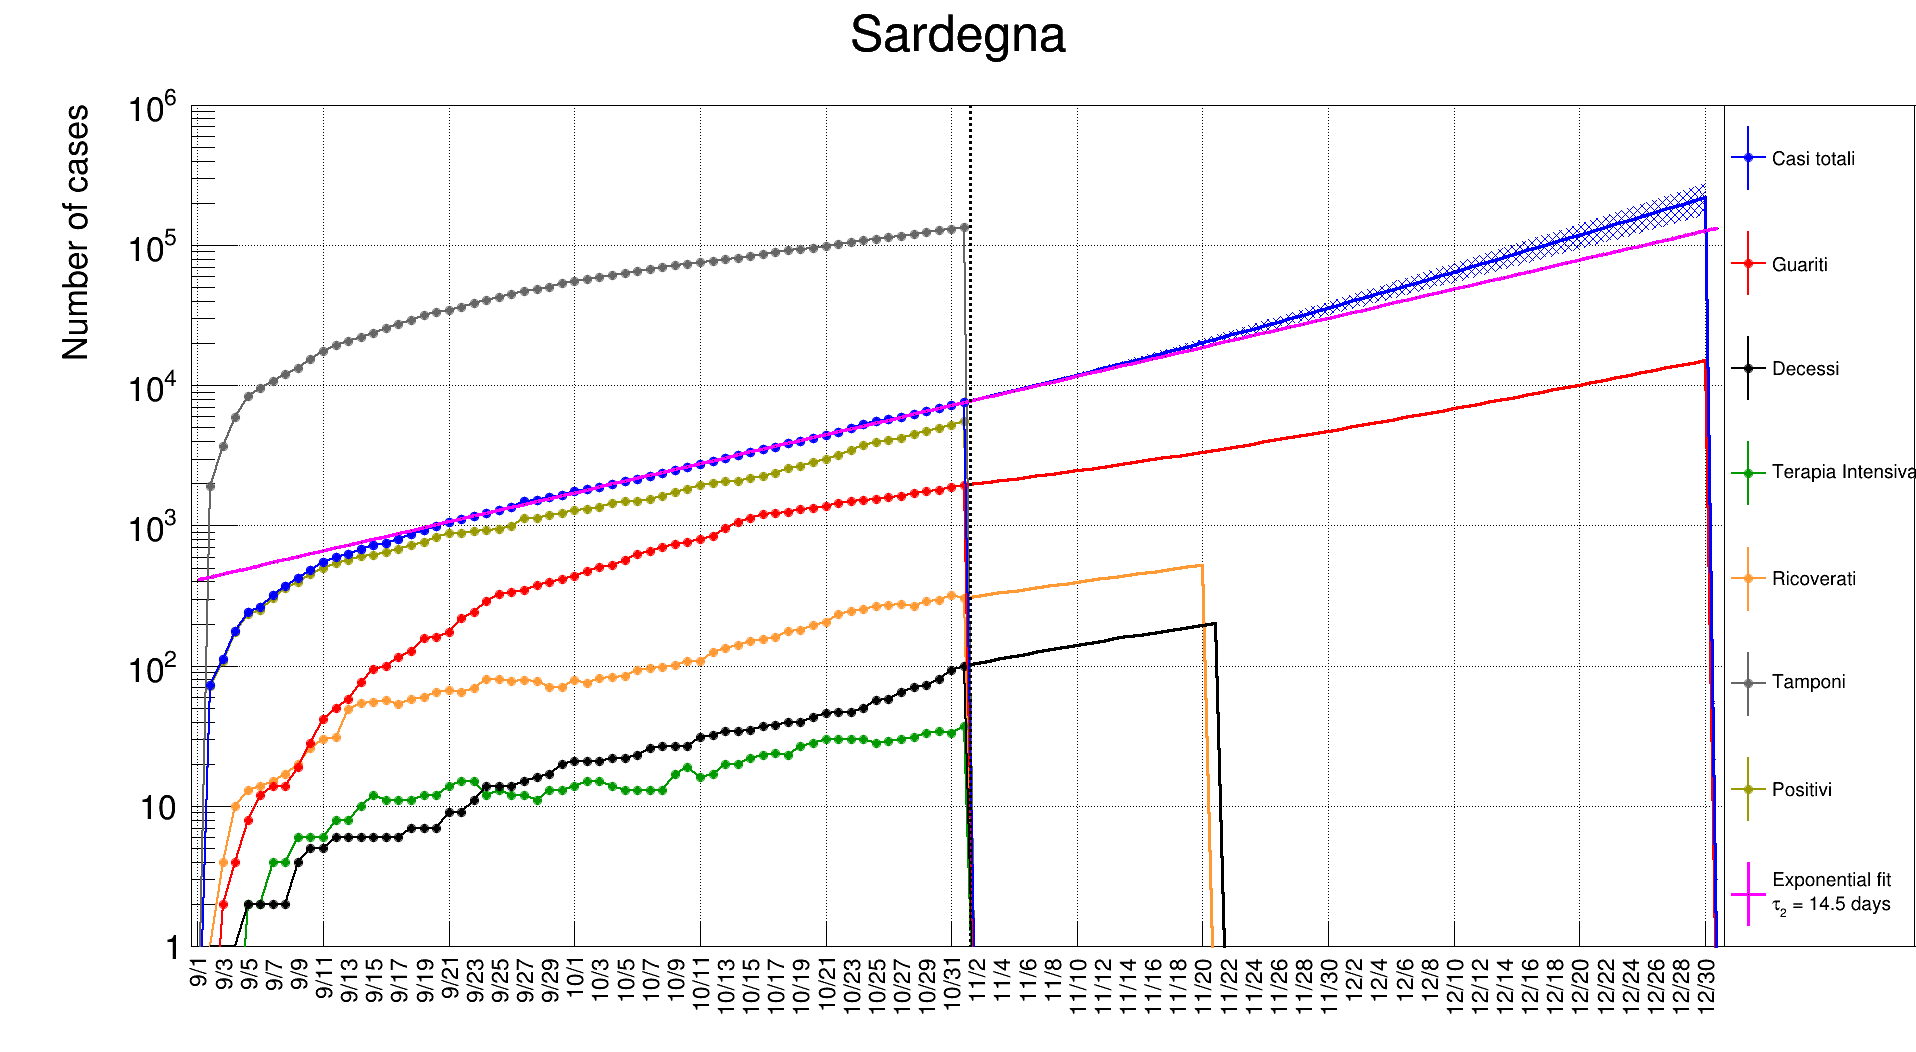 Sardegna
Number of cases
10^6
10^5
10^4
10^3
10^2
10
1
9/1 9/3 9/5 9/7 9/9 9/11 9/13 9/15 9/17 9/19 9/21 9/23 9/25 9/27 9/29 10/1 10/3 10/5 10/7 10/9 10/11 10/13 10/15 10/17 10/19 10/21 10/23 10/25 10/27 10/29 10/31 11/2 11/4 11/6 11/8 11/10 11/12 11/14 11/16 11/18 11/20 11/22 11/24 11/26 11/28 11/30 12/2 12/4 12/6 12/8 12/10 12/12 12/14 12/16 12/18 12/20 12/22 12/24 12/26 12/28 12/30
Casi totali
Guariti
Decessi
Terapia Intensiva
Ricoverati
Tamponi
Positivi
Exponential fit
τ₂ = 14.5 days